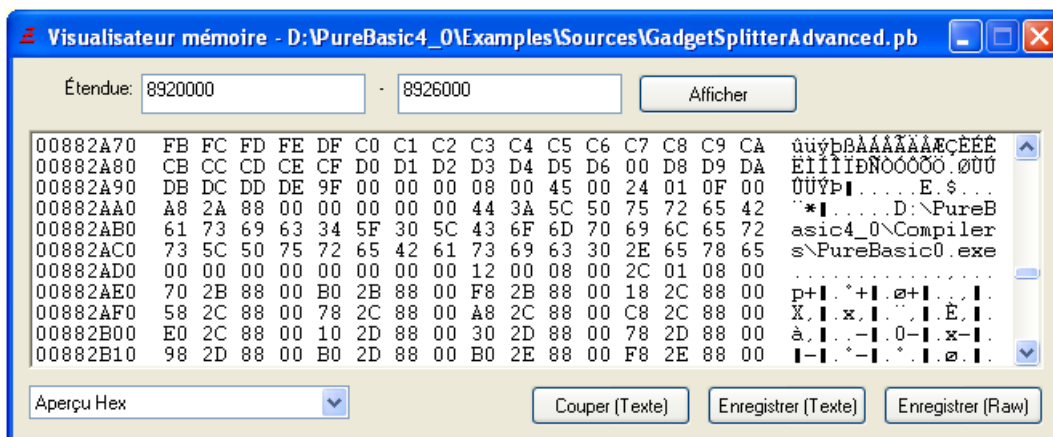 Visualisateur mémoire - D:\PureBasic4_0\Examples\Sources\GadgetSplitterAdvanced.pb
Étendue: 8920000 - 8926000 Afficher
00882A70 FB FC FD FE DF C0 C1 C2 C3 C4 C5 C6 C7 C8 C9 CA ûüýþßÀÁÂÃÄÅÆÇÈÉÊ
00882A80 CB CC CD CE CF D0 D1 D2 D3 D4 D5 D6 00 D8 D9 DA ËÌÍÎÏÐÑÒÓÔÕÖ.ØÙÚ
00882A90 DB DC DD DE 9F 00 00 00 08 00 45 00 24 01 0F 00 ÛÜÝÞ▮.....E.$...
00882AA0 A8 2A 88 00 00 00 00 00 44 3A 5C 50 75 72 65 42 ¨*▮.....D:\PureB
00882AB0 61 73 69 63 34 5F 30 5C 43 6F 6D 70 69 6C 65 72 asic4_0\Compiler
00882AC0 73 5C 50 75 72 65 42 61 73 69 63 30 2E 65 78 65 s\PureBasic0.exe
00882AD0 00 00 00 00 00 00 00 00 12 00 08 00 2C 01 08 00 ............,...
00882AE0 70 2B 88 00 B0 2B 88 00 F8 2B 88 00 18 2C 88 00 p+▮.°+▮.ø+▮..,▮.
00882AF0 58 2C 88 00 78 2C 88 00 A8 2C 88 00 C8 2C 88 00 X,▮.x,▮.¨,▮.È,▮.
00882B00 E0 2C 88 00 10 2D 88 00 30 2D 88 00 78 2D 88 00 à,▮..-▮.0-▮.x-▮.
00882B10 98 2D 88 00 B0 2D 88 00 B0 2E 88 00 F8 2E 88 00 ▮-▮.°-▮.°.▮.ø.▮.
Aperçu Hex Couper (Texte) Enregistrer (Texte) Enregistrer (Raw)